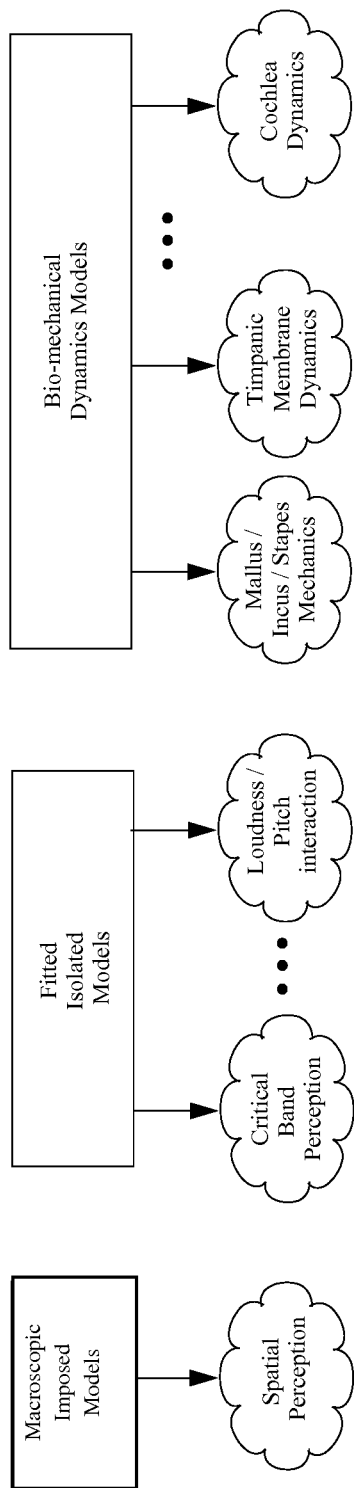 Macroscopic
Imposed
Models
Fitted
Isolated
Models
Bio-mechanical
Dynamics Models
Spatial
Perception
Critical
Band
Perception
Loudness /
Pitch
interaction
Mallus /
Incus / Stapes
Mechanics
Timpanic
Membrane
Dynamics
Cochlea
Dynamics